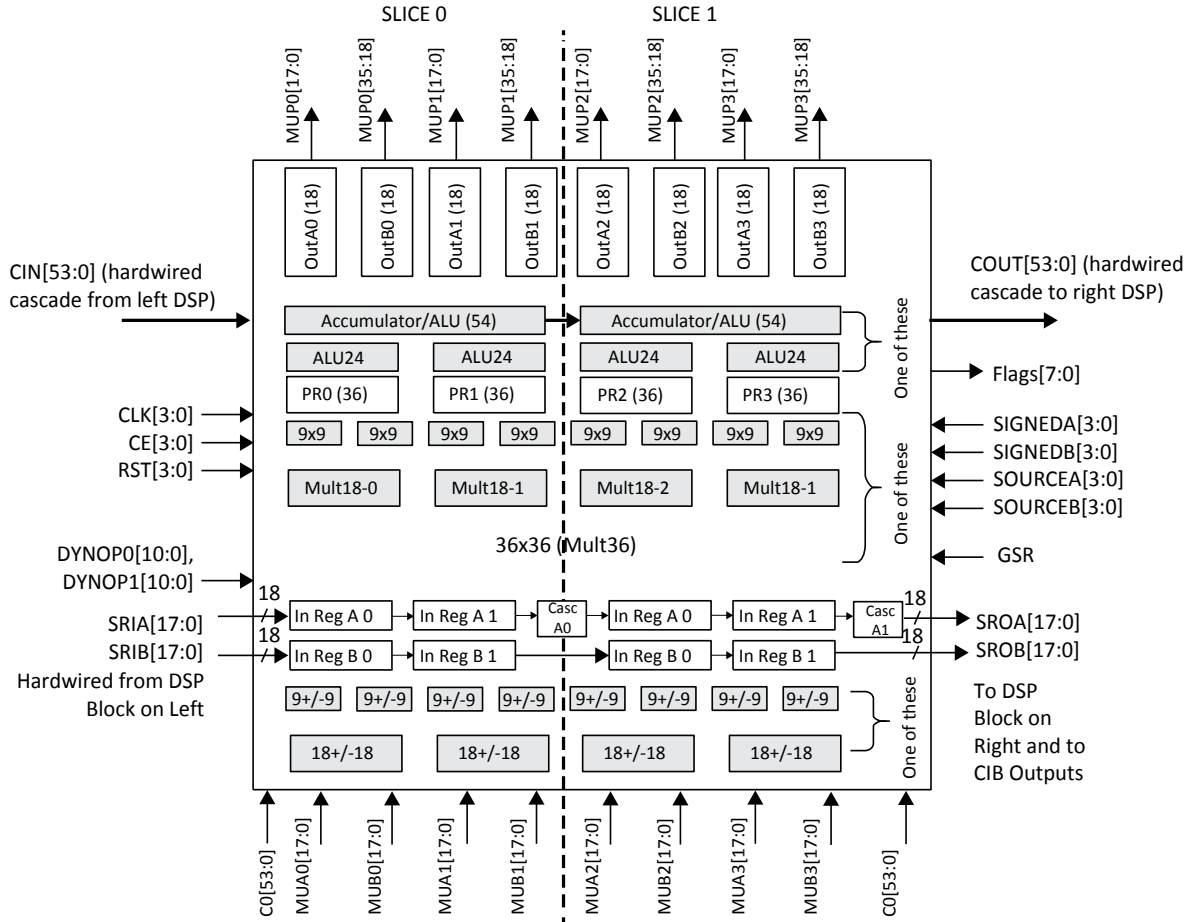 SLICE 0
SLICE 1
MUP0[17:0]
MUP0[35:18]
MUP1[17:0]
MUP1[35:18]
MUP2[17:0]
MUP2[35:18]
MUP3[17:0]
MUP3[35:18]
OutA0 (18)
OutB0 (18)
OutA1 (18)
OutB1 (18)
OutA2 (18)
OutB2 (18)
OutA3 (18)
OutB3 (18)
CIN[53:0] (hardwired
cascade from left DSP)
COUT[53:0] (hardwired
cascade to right DSP)
Accumulator/ALU (54)
Accumulator/ALU (54)
One of these
ALU24
ALU24
ALU24
ALU24
Flags[7:0]
PR0 (36)
PR1 (36)
PR2 (36)
PR3 (36)
CLK[3:0]
CE[3:0]
RST[3:0]
9x9
9x9
9x9
9x9
9x9
9x9
9x9
9x9
SIGNEDA[3:0]
SIGNEDB[3:0]
SOURCEA[3:0]
SOURCEB[3:0]
One of these
Mult18-0
Mult18-1
Mult18-2
Mult18-1
36x36 (Mult36)
GSR
DYNOP0[10:0],
DYNOP1[10:0]
18
SRIA[17:0]
In Reg A 0
In Reg A 1
Casc
A0
In Reg A 0
In Reg A 1
Casc
A1
18
SROA[17:0]
18
SRIB[17:0]
In Reg B 0
In Reg B 1
In Reg B 0
In Reg B 1
18
SROB[17:0]
Hardwired from DSP
Block on Left
9+/-9
9+/-9
9+/-9
9+/-9
9+/-9
9+/-9
9+/-9
9+/-9
One of these
To DSP
Block on
Right and to
CIB Outputs
18+/-18
18+/-18
18+/-18
18+/-18
C0[53:0]
MUA0[17:0]
MUB0[17:0]
MUA1[17:0]
MUB1[17:0]
MUA2[17:0]
MUB2[17:0]
MUA3[17:0]
MUB3[17:0]
C0[53:0]